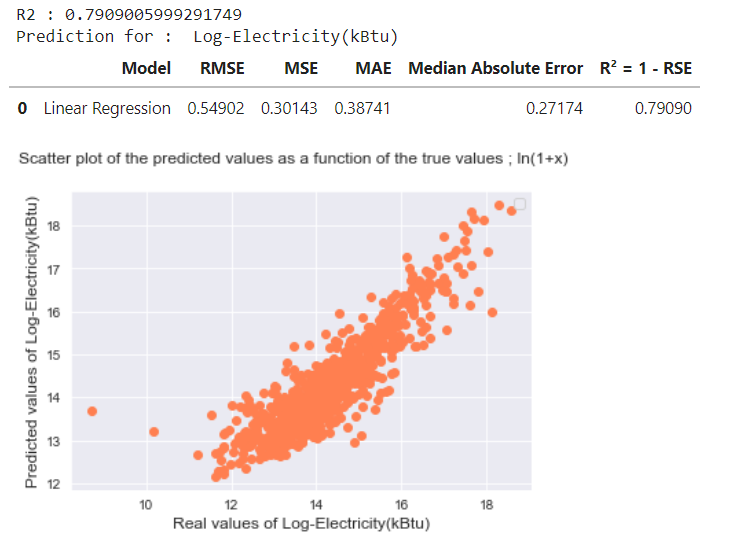 R2 : 0.7909005999291749
Prediction for :  Log-Electricity(kBtu)
Model RMSE MSE MAE Median Absolute Error R² = 1 - RSE
0 Linear Regression 0.54902 0.30143 0.38741 0.27174 0.79090
Scatter plot of the predicted values as a function of the true values ; ln(1+x)
Predicted values of Log-Electricity(kBtu)
18
17
16
15
14
13
12
10 12 14 16 18
Real values of Log-Electricity(kBtu)